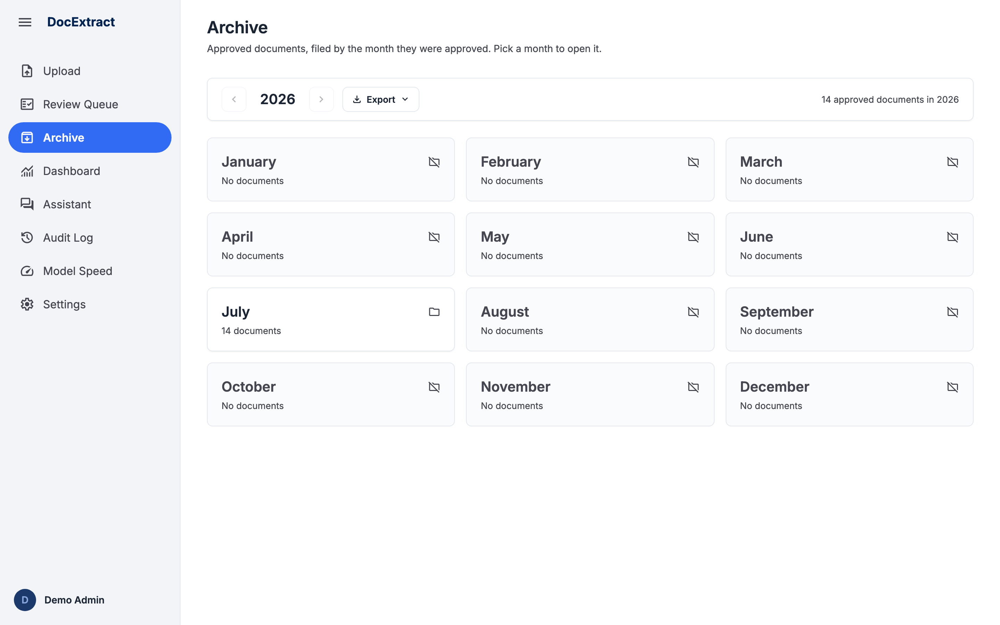 DocExtract
Upload
Review Queue
Archive
Dashboard
Assistant
Audit Log
Model Speed
Settings
D
Demo Admin
Archive
Approved documents, filed by the month they were approved. Pick a month to open it.
2026
Export
14 approved documents in 2026
January
No documents
February
No documents
March
No documents
April
No documents
May
No documents
June
No documents
July
14 documents
August
No documents
September
No documents
October
No documents
November
No documents
December
No documents